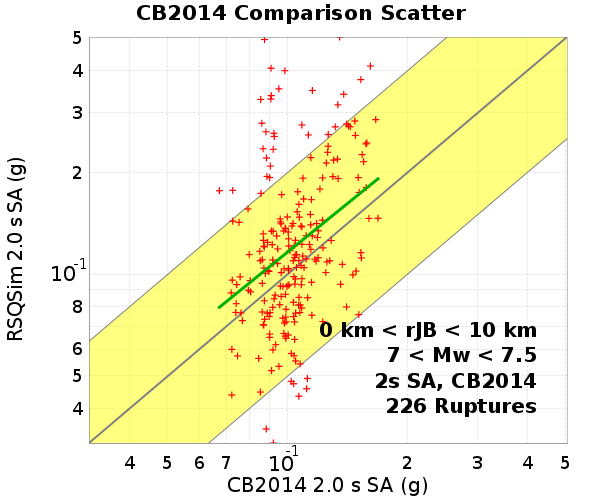 CB2014 Comparison Scatter
RSQSim 2.0 s SA (g)
5
4
3
2
10-1
8
6
5
4
0 km < rJB < 10 km
7 < Mw < 7.5
2s SA, CB2014
226 Ruptures
4 5 6 7 10-1 2 3 4 5
CB2014 2.0 s SA (g)